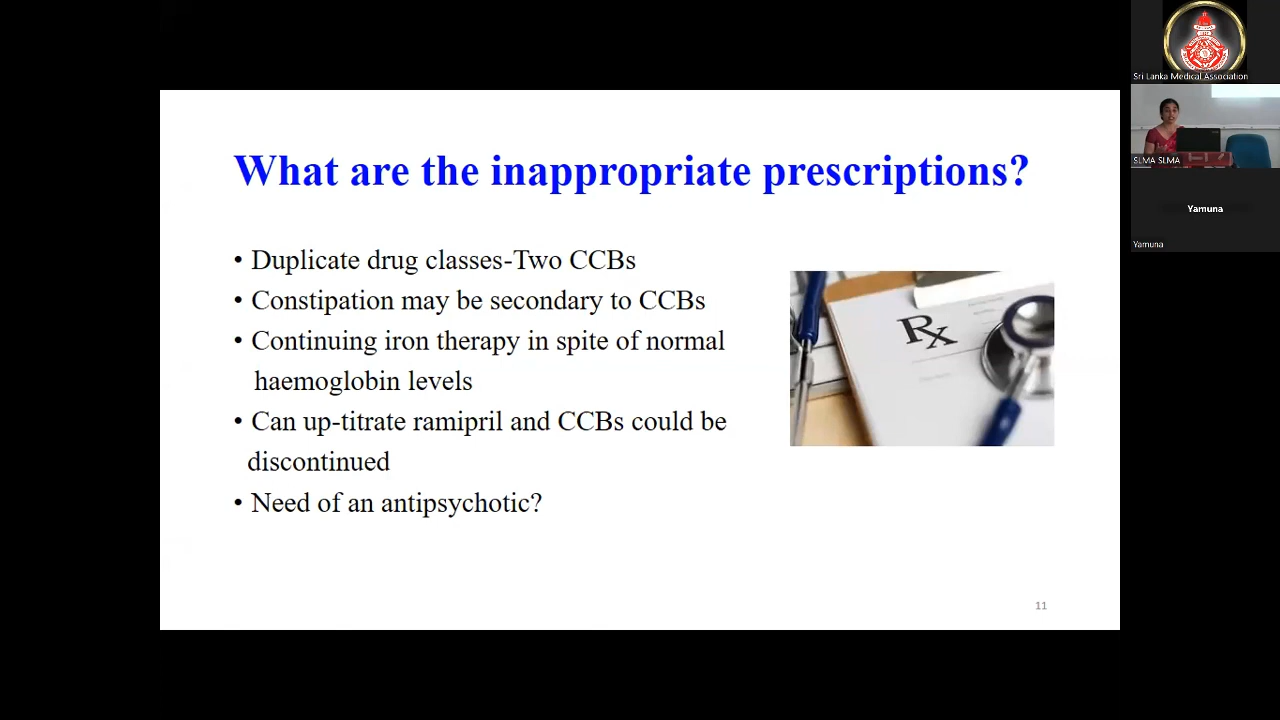 What are the inappropriate prescriptions?
• Duplicate drug classes-Two CCBs
• Constipation may be secondary to CCBs
• Continuing iron therapy in spite of normal
haemoglobin levels
• Can up-titrate ramipril and CCBs could be
discontinued
• Need of an antipsychotic?
Rx
11
Sri Lanka Medical Association
SLMA SLMA
Yamuna
Yamuna